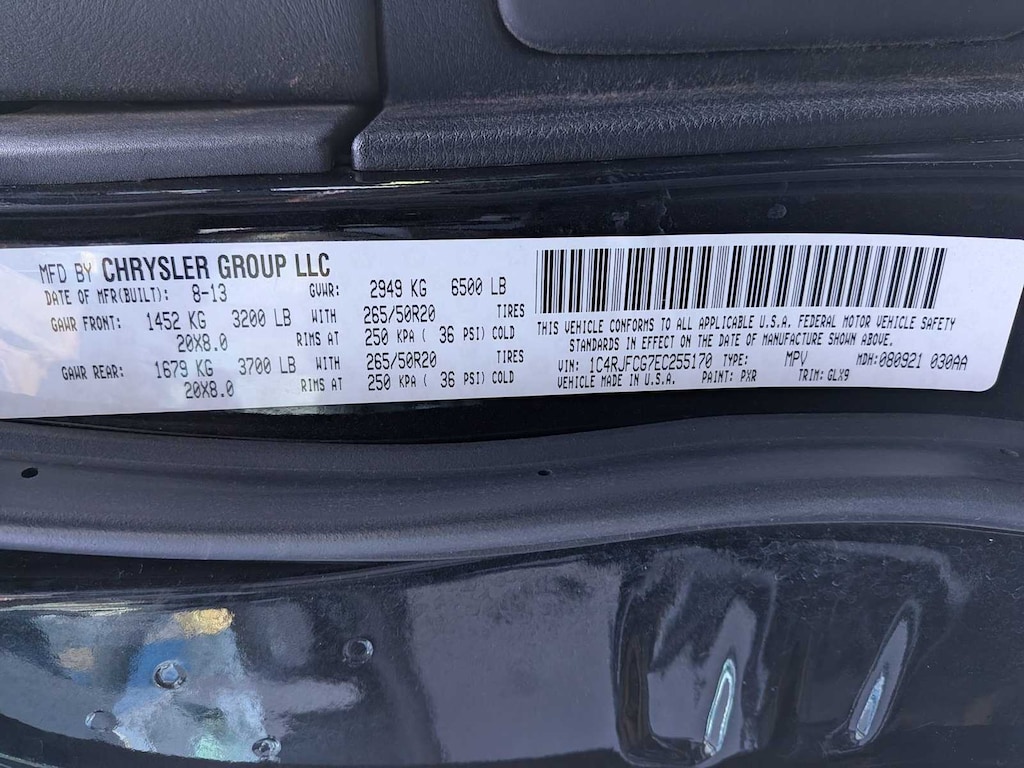 MFD BY CHRYSLER GROUP LLC
DATE OF MFR(BUILT): 8-13 GVWR: 2949 KG 6500 LB
GAWR FRONT: 1452 KG 3200 LB WITH 265/50R20 TIRES
20X8.0 RIMS AT 250 KPA ( 36 PSI) COLD
GAWR REAR: 1679 KG 3700 LB WITH 265/50R20 TIRES
20X8.0 RIMS AT 250 KPA ( 36 PSI) COLD
THIS VEHICLE CONFORMS TO ALL APPLICABLE U.S.A. FEDERAL MOTOR VEHICLE SAFETY
STANDARDS IN EFFECT ON THE DATE OF MANUFACTURE SHOWN ABOVE.
VIN: 1C4RJFCG7EC255170 TYPE: MPV MDH: 080921 030AA
VEHICLE MADE IN U.S.A. PAINT: PXR TRIM: GLX9